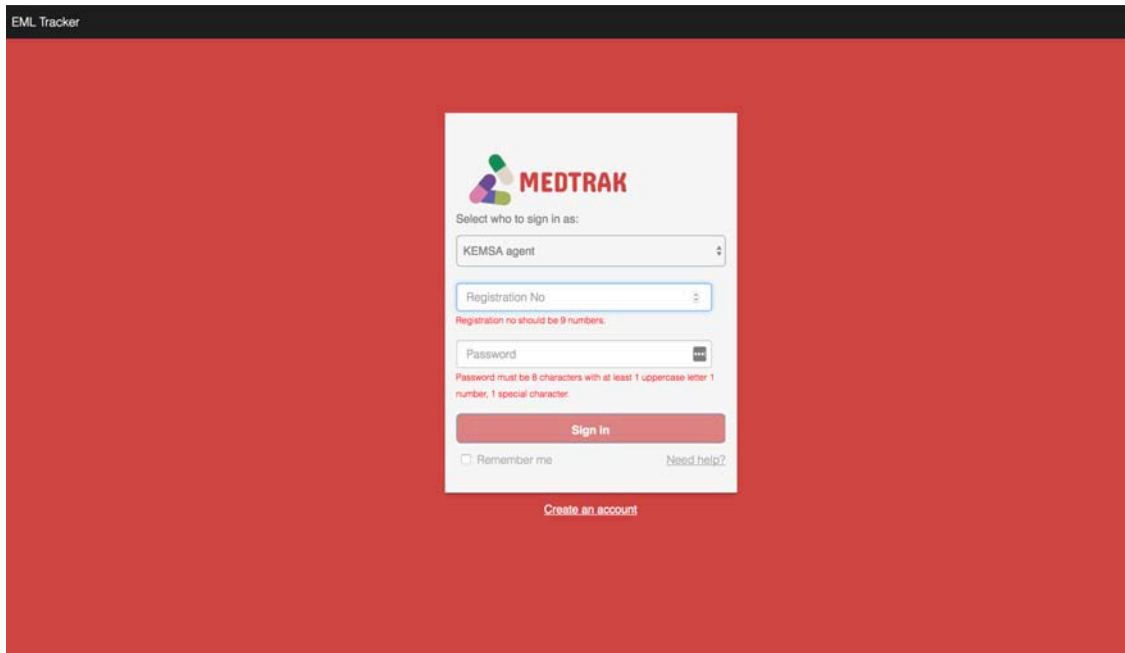 EML Tracker
MEDTRAK
Select who to sign in as:
KEMSA agent
Registration No
Registration no should be 9 numbers.
Password
Password must be 8 characters with at least 1 uppercase letter 1
number, 1 special character.
Sign in
Remember me
Need help?
Create an account